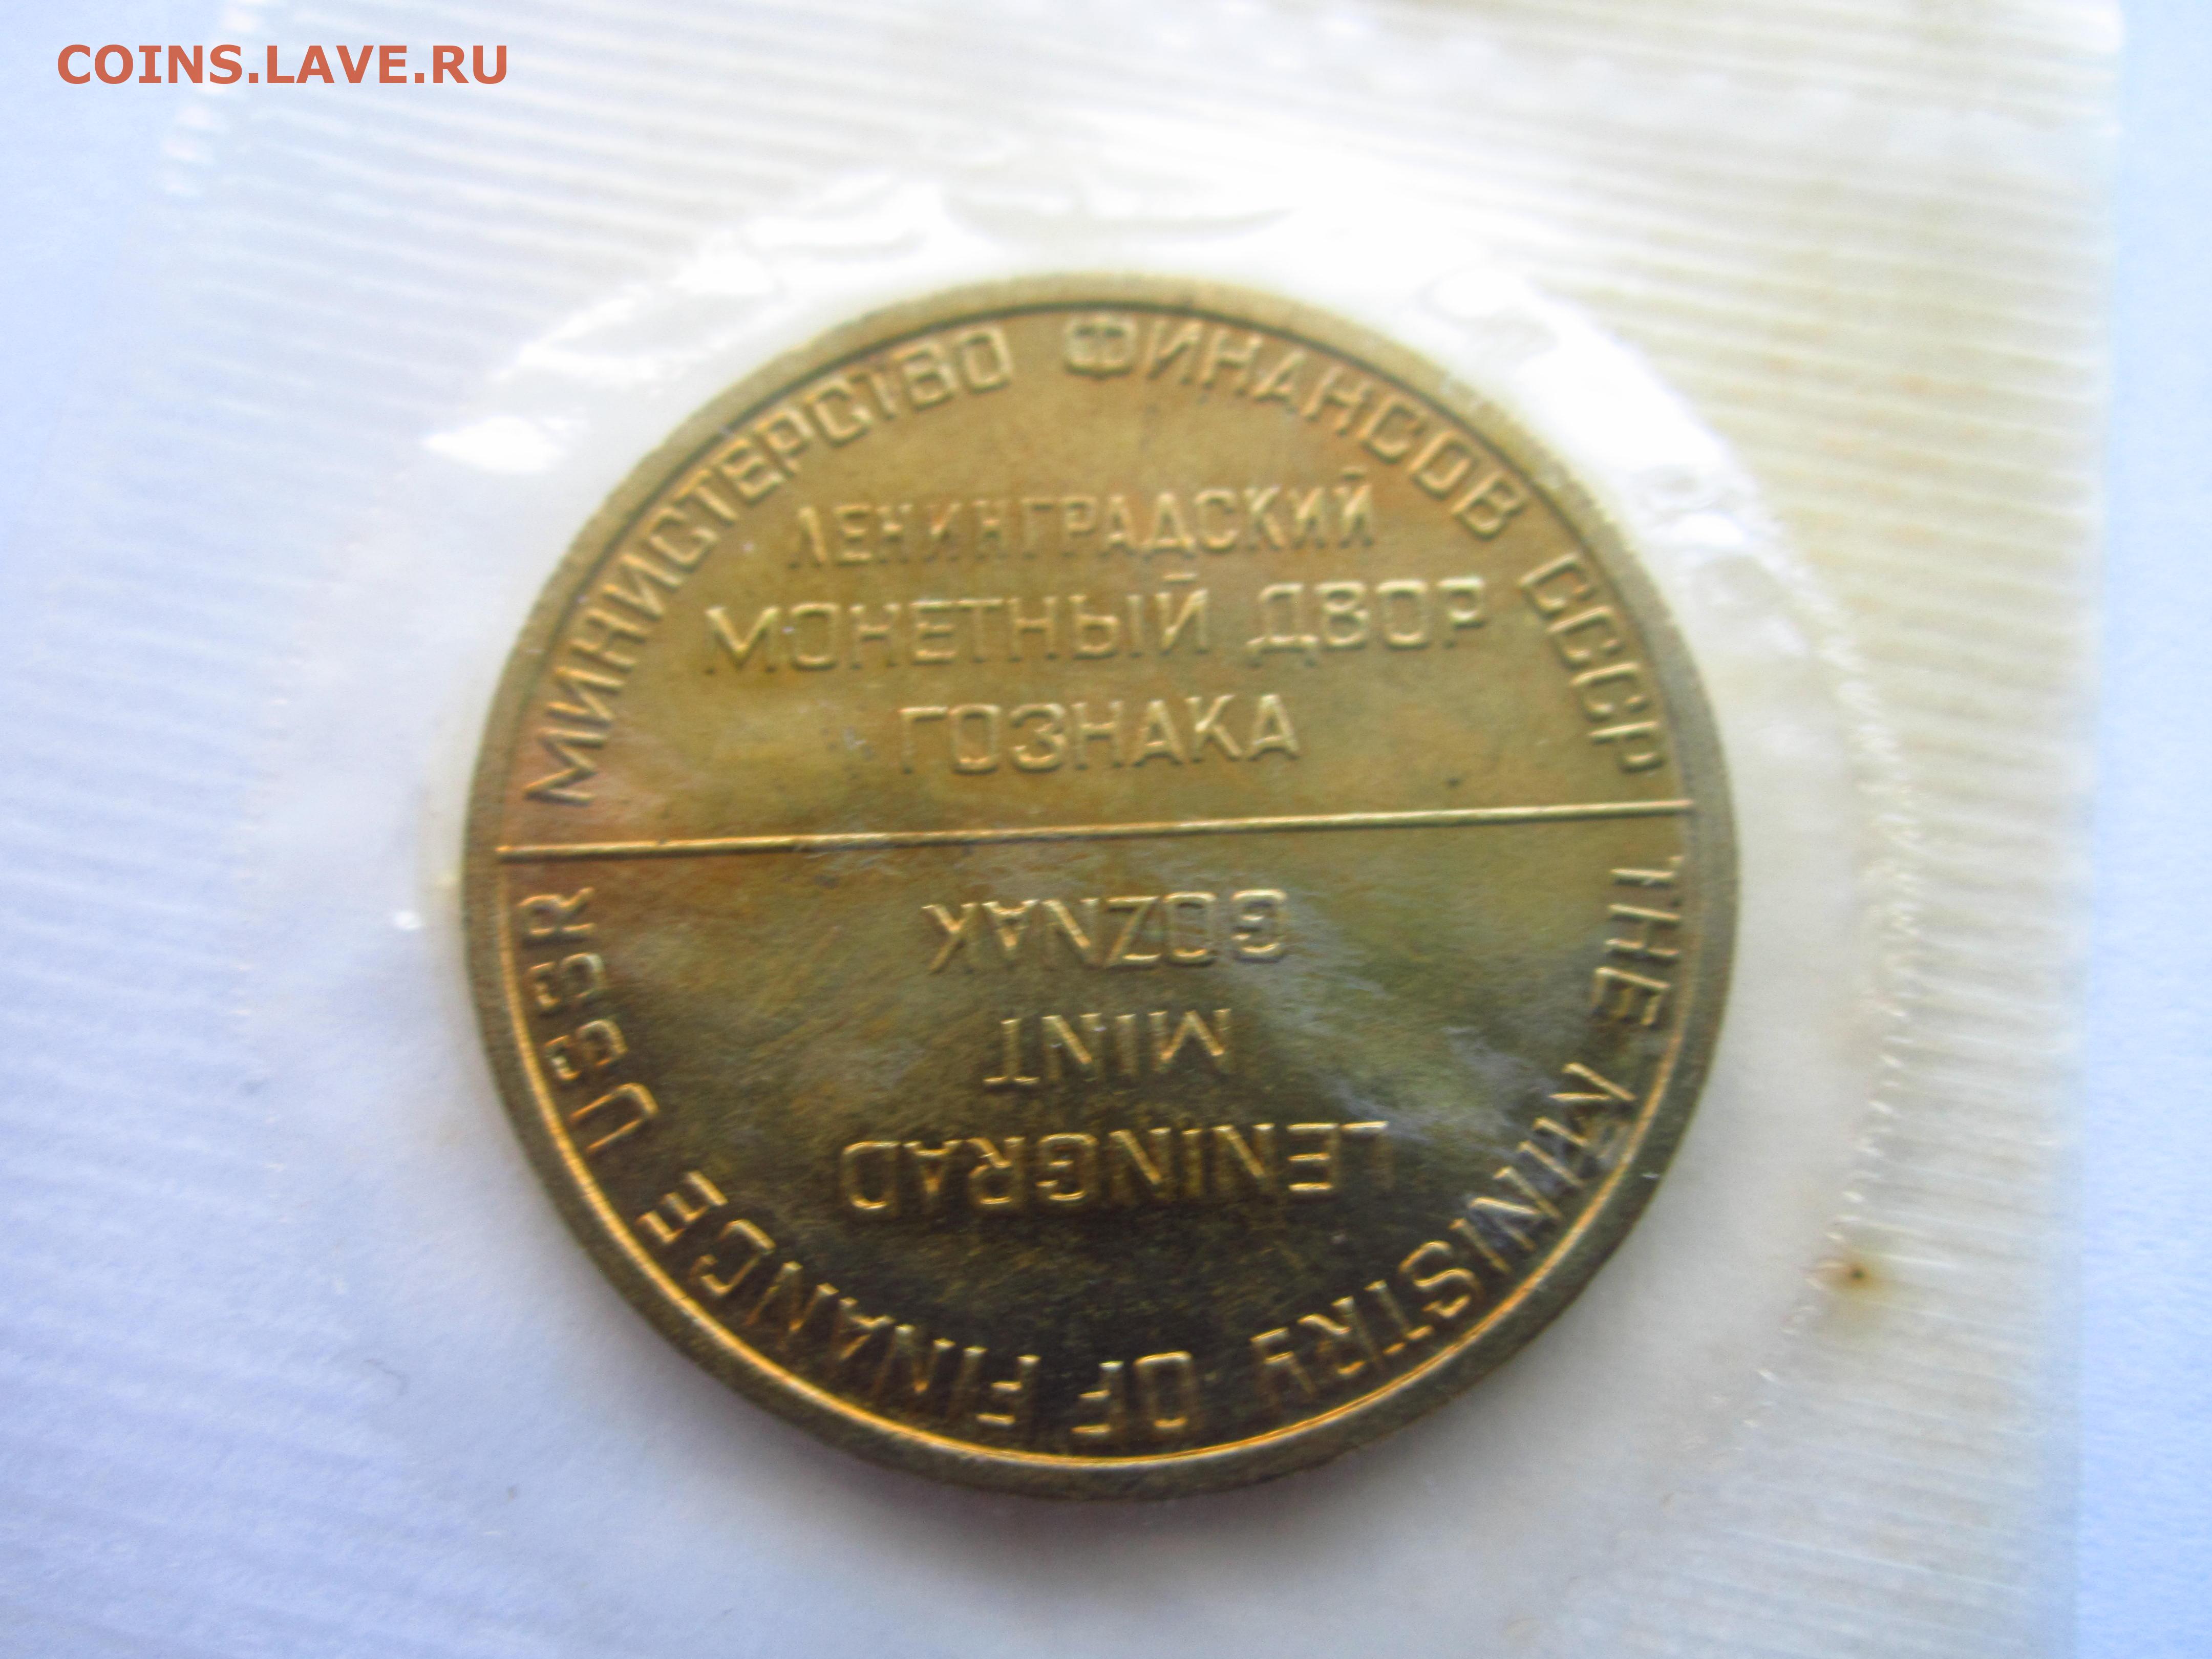 COINS.LAVE.RU
МИНИСТЕРСТВО ФИНАНСОВ СССР
ЛЕНИНГРАДСКИЙ
МОНЕТНЫЙ ДВОР
ГОЗНАКА
THE MINISTRY OF FINANCE USSR
LENINGRAD
MINT
GOZNAK